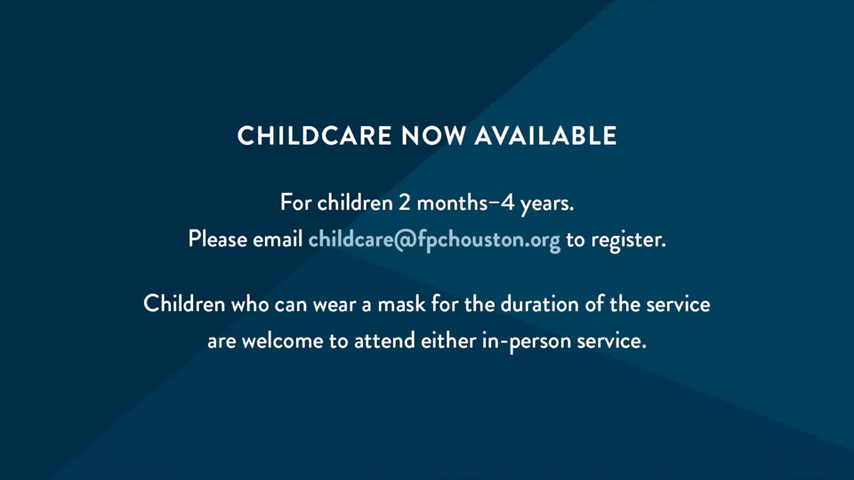 CHILDCARE NOW AVAILABLE
For children 2 months–4 years.
Please email childcare@fpchouston.org to register.
Children who can wear a mask for the duration of the service
are welcome to attend either in-person service.